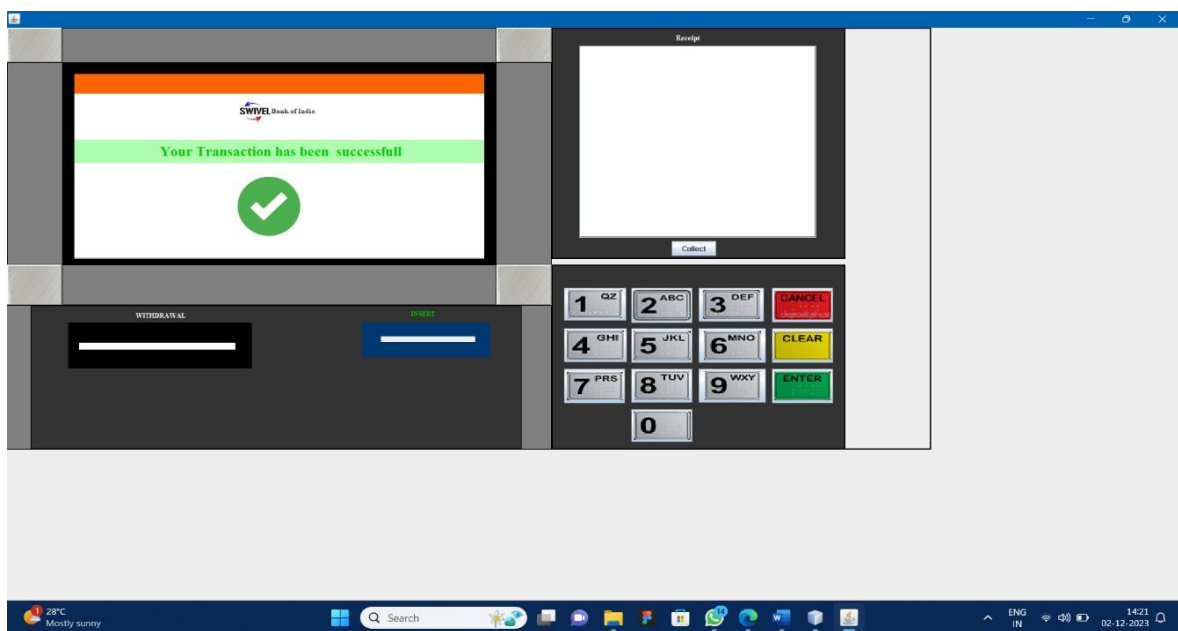 Receipt
SWIVEL Bank of India
Your Transaction has been successfull
Collect
WITHDRAWAL
INSERT
1 QZ
2 ABC
3 DEF
CANCEL
4 GHI
5 JKL
6 MNO
CLEAR
7 PRS
8 TUV
9 WXY
ENTER
0
1
28°C
Mostly sunny
Search
14
ENG
IN
14:21
02-12-2023